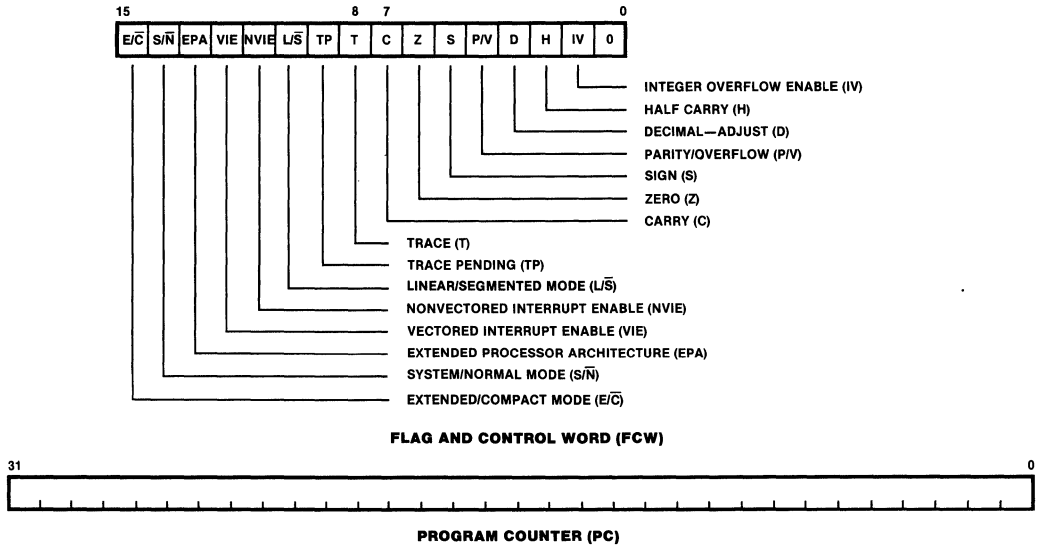 15 8 7 0
E/C̅ S/N̅ EPA VIE NVIE L/S̅ TP T C Z S P/V D H IV 0
INTEGER OVERFLOW ENABLE (IV)
HALF CARRY (H)
DECIMAL—ADJUST (D)
PARITY/OVERFLOW (P/V)
SIGN (S)
ZERO (Z)
CARRY (C)
TRACE (T)
TRACE PENDING (TP)
LINEAR/SEGMENTED MODE (L/S̅)
NONVECTORED INTERRUPT ENABLE (NVIE)
VECTORED INTERRUPT ENABLE (VIE)
EXTENDED PROCESSOR ARCHITECTURE (EPA)
SYSTEM/NORMAL MODE (S/N̅)
EXTENDED/COMPACT MODE (E/C̅)
FLAG AND CONTROL WORD (FCW)
31 0
PROGRAM COUNTER (PC)